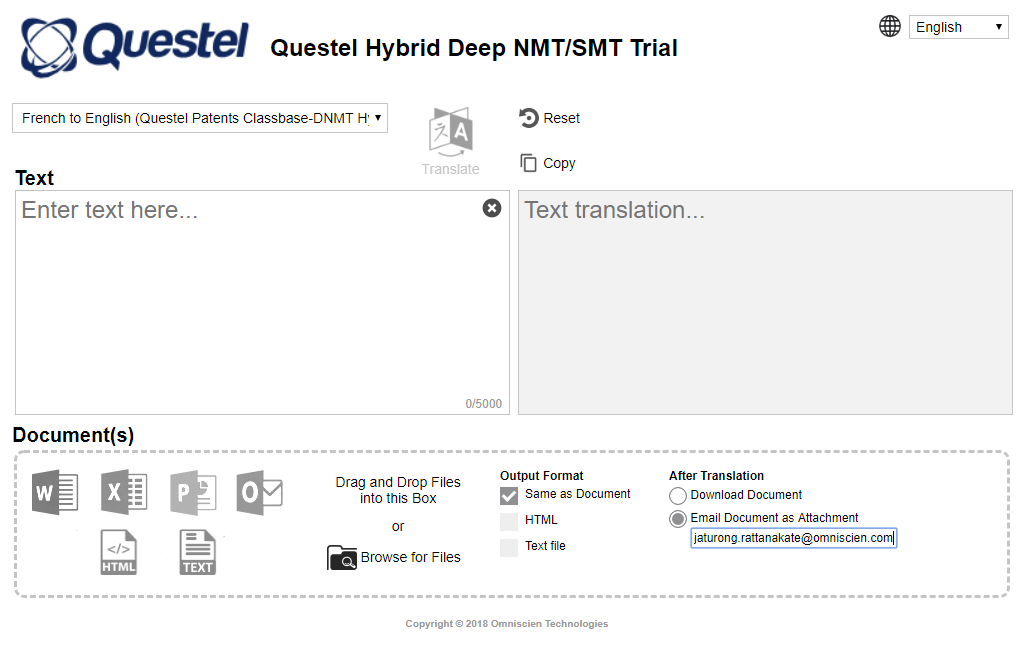 Questel
Questel Hybrid Deep NMT/SMT Trial
English
French to English (Questel Patents Classbase-DNMT Hy
Translate
Reset
Copy
Text
Enter text here...
Text translation...
0/5000
Document(s)
W
X
P
O
HTML
TEXT
Drag and Drop Files
into this Box
or
Browse for Files
Output Format
Same as Document
HTML
Text file
After Translation
Download Document
Email Document as Attachment
jaturong.rattanakate@omniscien.com
Copyright © 2018 Omniscien Technologies